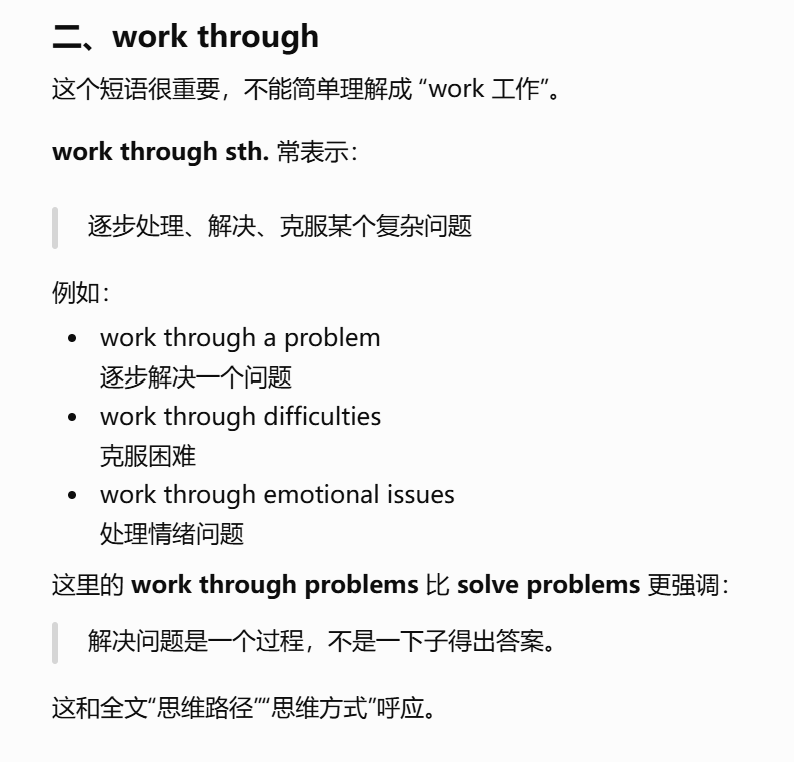 二、work through
这个短语很重要，不能简单理解成 “work 工作”。
work through sth. 常表示：
逐步处理、解决、克服某个复杂问题
例如：
• work through a problem
逐步解决一个问题
• work through difficulties
克服困难
• work through emotional issues
处理情绪问题
这里的 work through problems 比 solve problems 更强调：
解决问题是一个过程，不是一下子得出答案。
这和全文“思维路径”“思维方式”呼应。